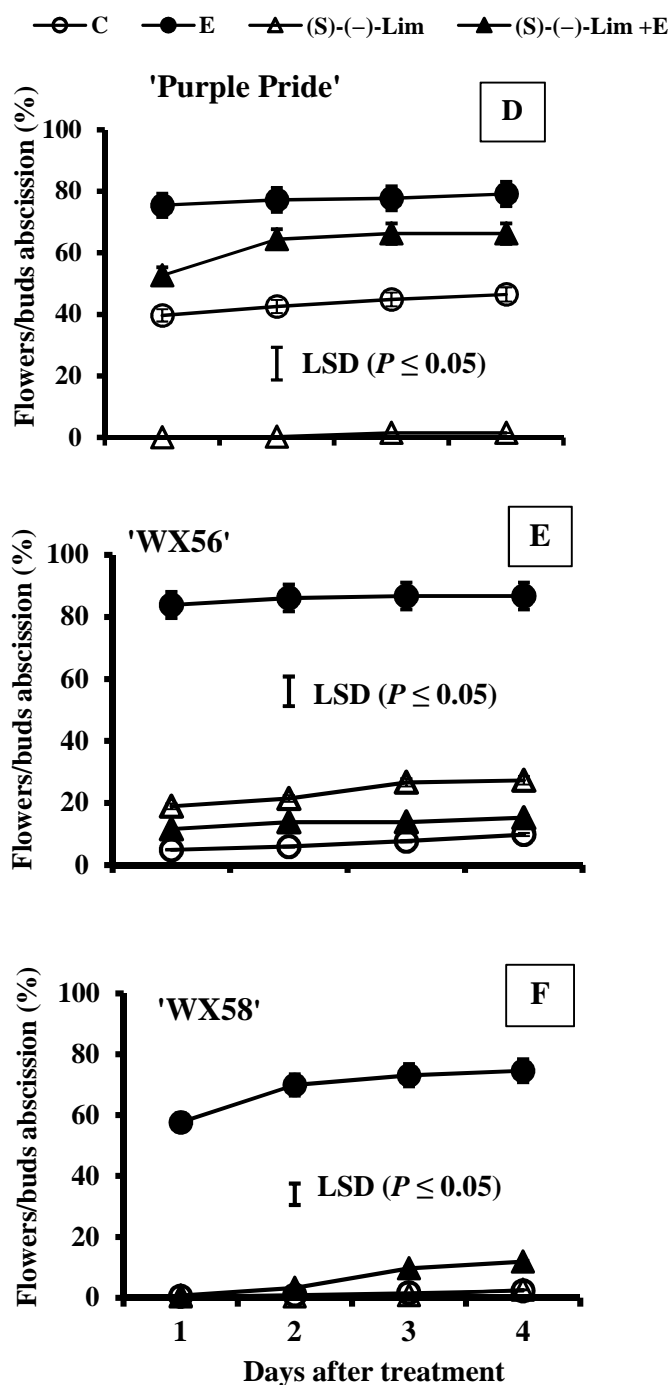 C E (S)-(−)-Lim (S)-(−)-Lim +E
'Purple Pride' D
Flowers/buds abscission (%)
100
80
60
40
20
0
LSD (P ≤ 0.05)
'WX56' E
Flowers/buds abscission (%)
100
80
60
40
20
0
LSD (P ≤ 0.05)
'WX58' F
Flowers/buds abscission (%)
100
80
60
40
20
0
LSD (P ≤ 0.05)
1 2 3 4
Days after treatment